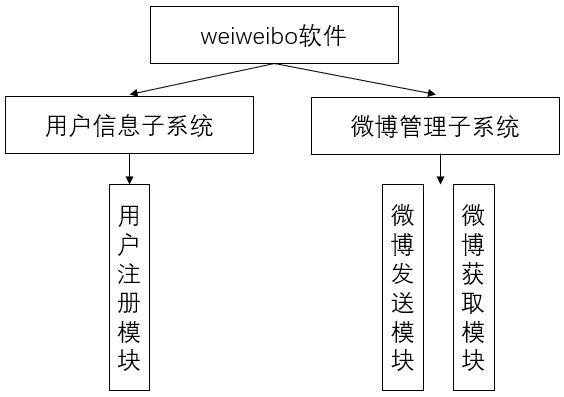 weiweibo软件
用户信息子系统
微博管理子系统
用户注册模块
微博发送模块
微博获取模块